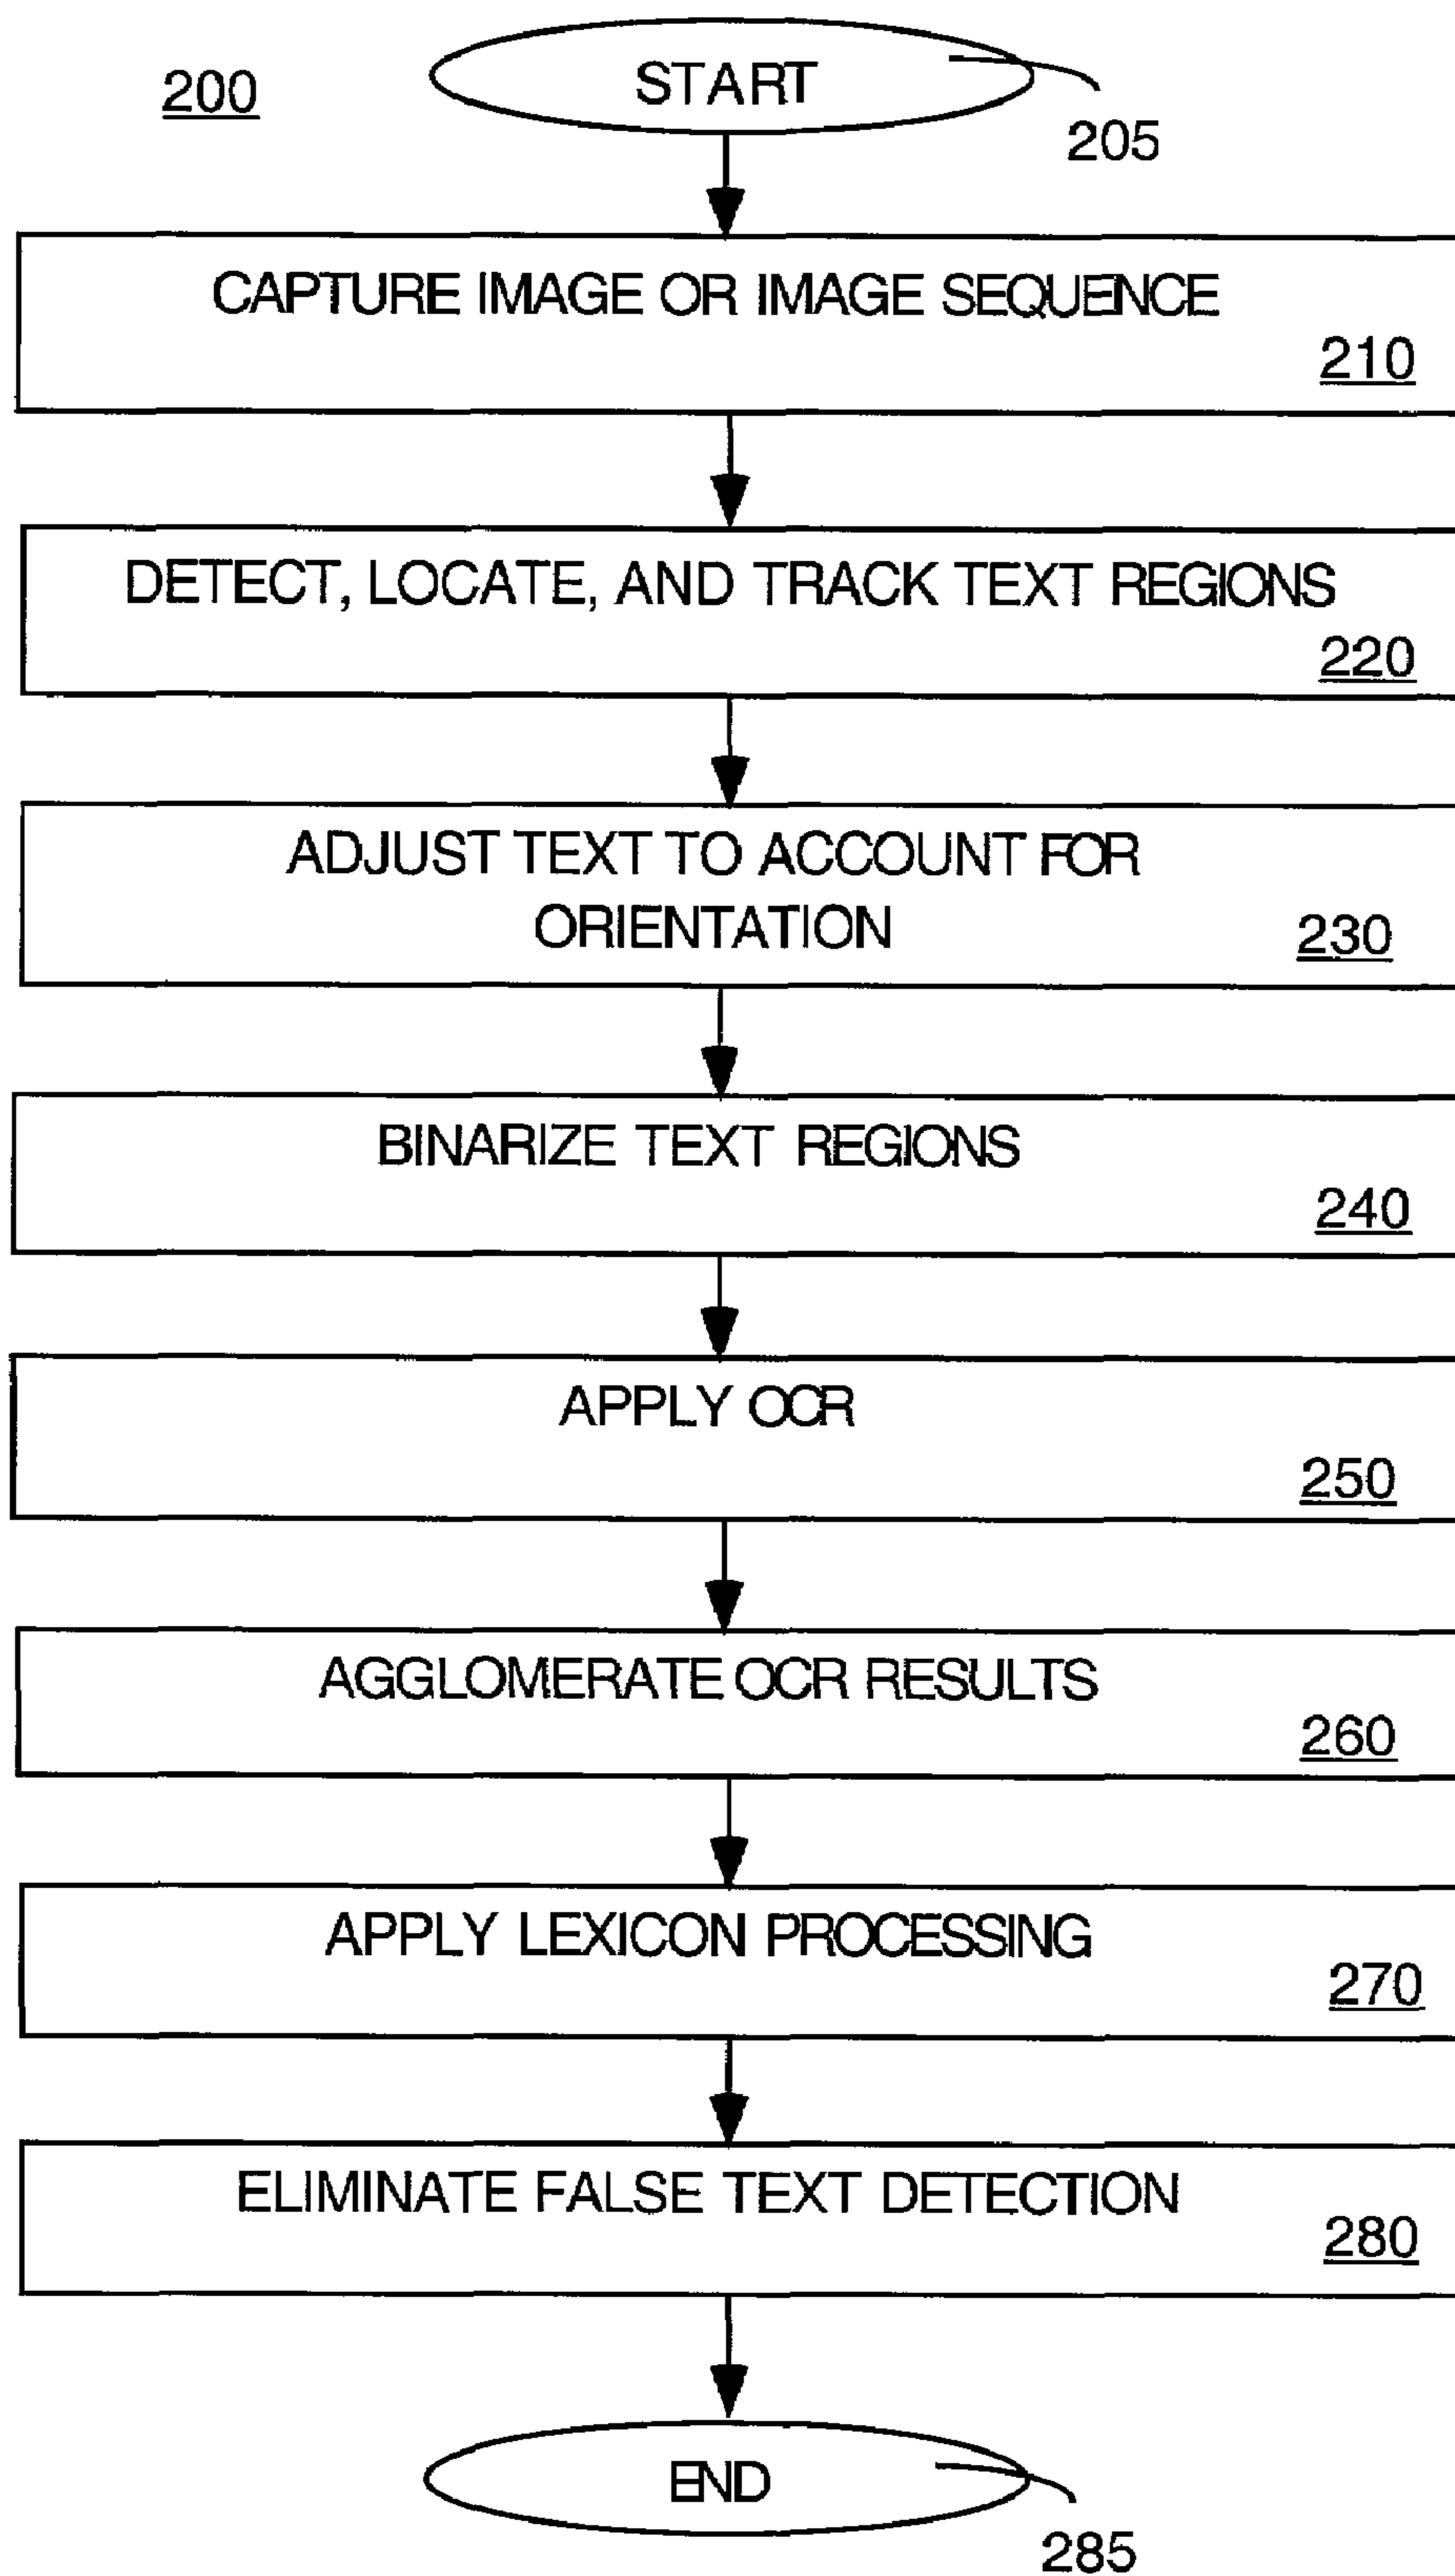 200
START
205
CAPTURE IMAGE OR IMAGE SEQUENCE
210
DETECT, LOCATE, AND TRACK TEXT REGIONS
220
ADJUST TEXT TO ACCOUNT FOR
ORIENTATION
230
BINARIZE TEXT REGIONS
240
APPLY OCR
250
AGGLOMERATE OCR RESULTS
260
APPLY LEXICON PROCESSING
270
ELIMINATE FALSE TEXT DETECTION
280
END
285